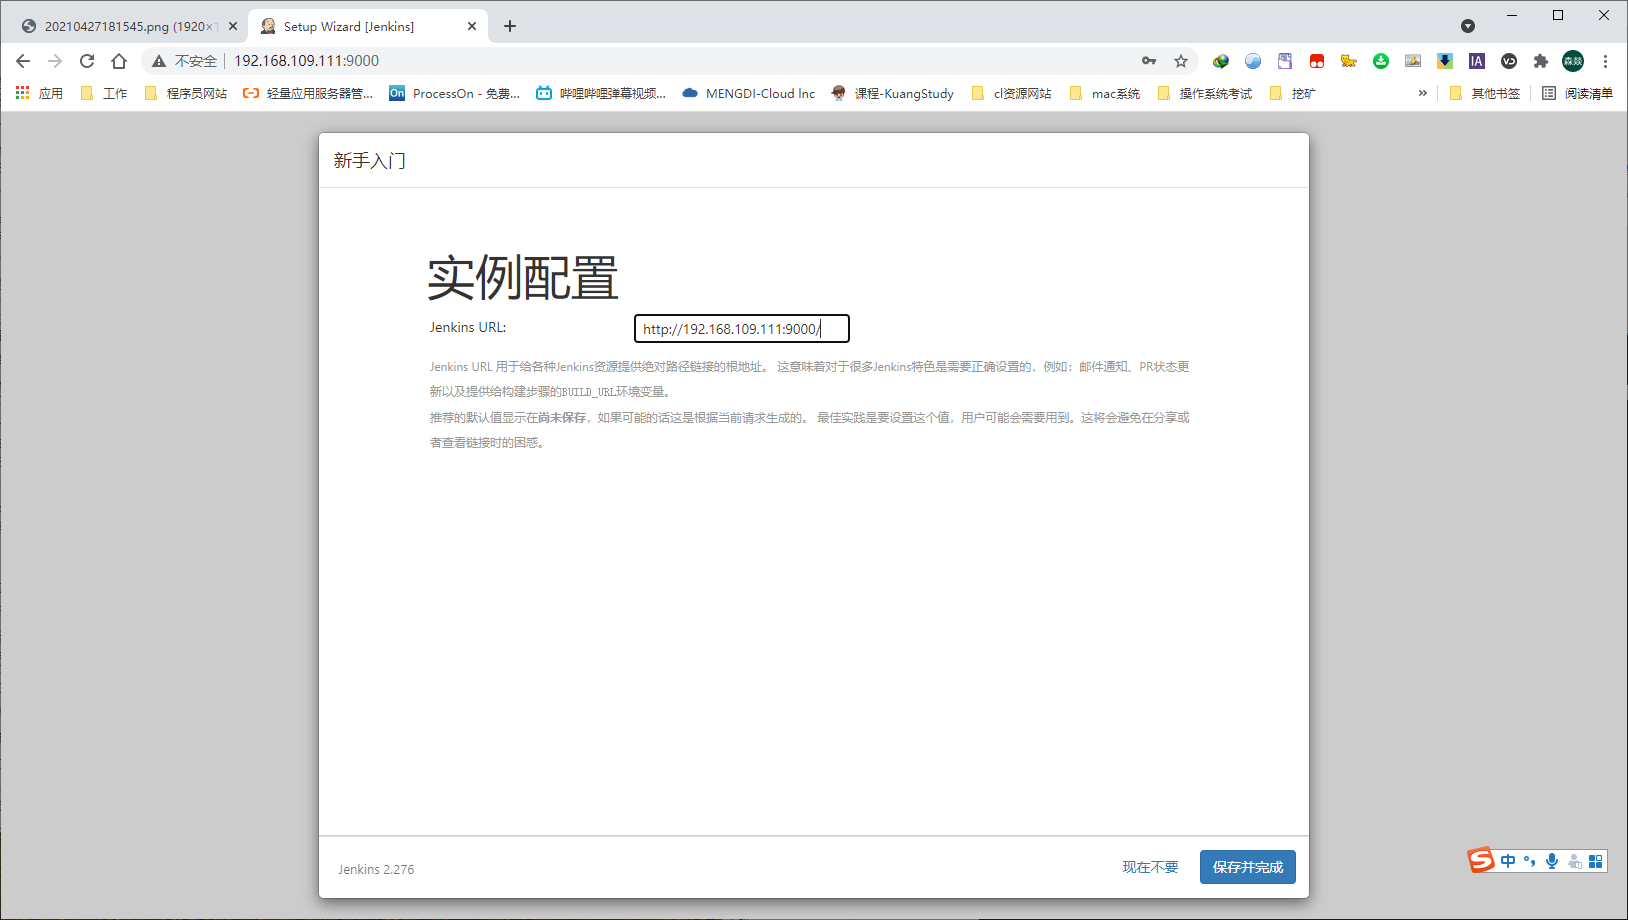 20210427181545.png (1920×1
Setup Wizard [Jenkins]
不安全 192.168.109.111:9000
森燚
应用
工作
程序员网站
轻量应用服务器管...
On ProcessOn - 免费...
哔哩哔哩弹幕视频...
MENGDI-Cloud Inc
课程-KuangStudy
cl资源网站
mac系统
操作系统考试
挖矿
»
其他书签
阅读清单
IA
新手入门
实例配置
Jenkins URL: http://192.168.109.111:9000/
Jenkins URL 用于给各种Jenkins资源提供绝对路径链接的根地址。 这意味着对于很多Jenkins特色是需要正确设置的，例如：邮件通知、PR状态更
新以及提供给构建步骤的BUILD_URL环境变量。
推荐的默认值显示在尚未保存，如果可能的话这是根据当前请求生成的。 最佳实践是要设置这个值，用户可能会需要用到。这将会避免在分享或
者查看链接时的困惑。
Jenkins 2.276
现在不要
保存并完成
S 中